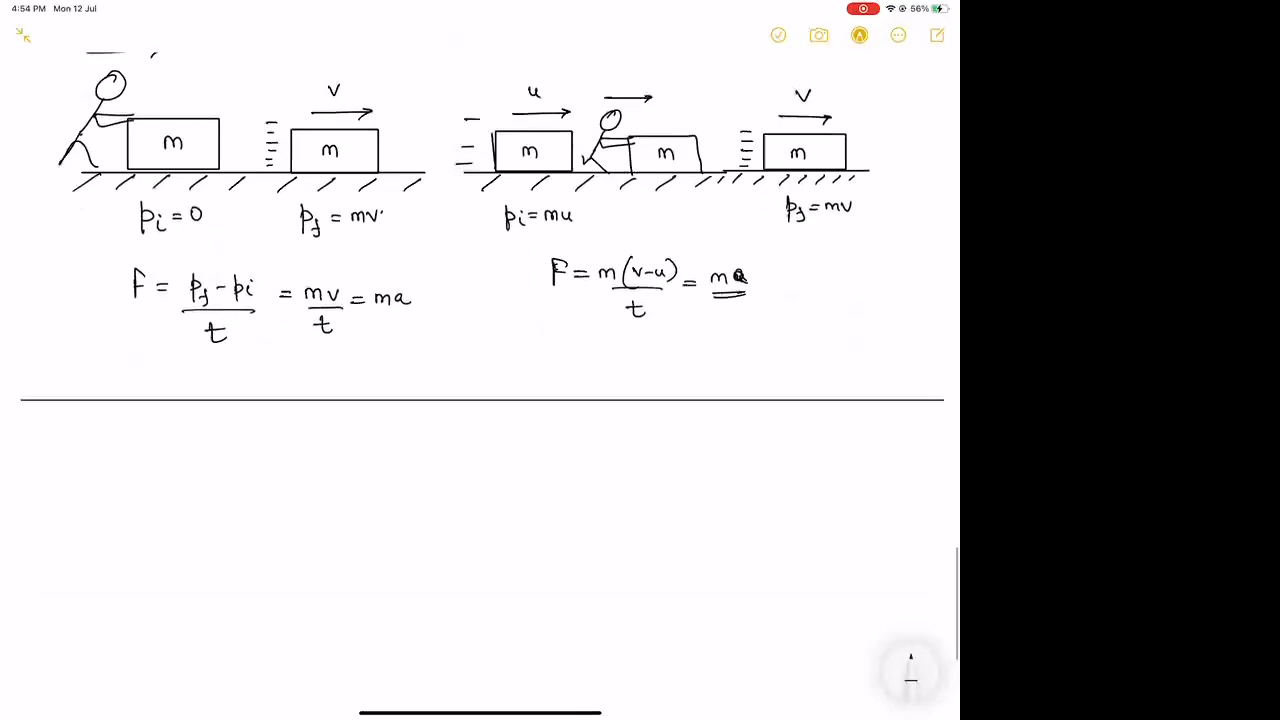 4:54 PM Mon 12 Jul 56%
v u v
m m m m m
pi = 0 pf = mv pi = mu pf = mv
F = pf - pi / t = mv / t = ma
F = m (v-u) / t = ma